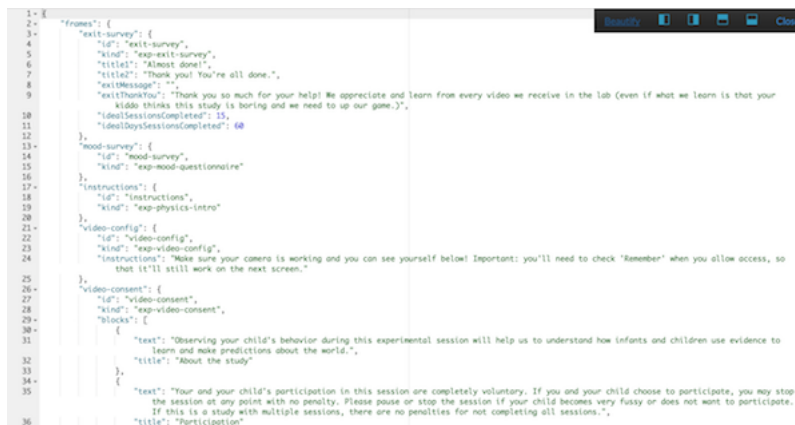 Beautify Clos
1 {
2 "frames": {
3 "exit-survey": {
4 "id": "exit-survey",
5 "kind": "exp-exit-survey",
6 "title1": "Almost done!",
7 "title2": "Thank you! You're all done.",
8 "exitMessage": "",
9 "exitThankYou": "Thank you so much for your help! We appreciate and learn from every video we receive in the lab (even if what we learn is that your
kiddo thinks this study is boring and we need to up our game.)",
10 "idealSessionsCompleted": 15,
11 "idealDaysSessionsCompleted": 60
12 },
13 "mood-survey": {
14 "id": "mood-survey",
15 "kind": "exp-mood-questionnaire"
16 },
17 "instructions": {
18 "id": "instructions",
19 "kind": "exp-physics-intro"
20 },
21 "video-config": {
22 "id": "video-config",
23 "kind": "exp-video-config",
24 "instructions": "Make sure your camera is working and you can see yourself below! Important: you'll need to check 'Remember' when you allow access, so
that it'll still work on the next screen."
25 },
26 "video-consent": {
27 "id": "video-consent",
28 "kind": "exp-video-consent",
29 "blocks": [
30 {
31 "text": "Observing your child's behavior during this experimental session will help us to understand how infants and children use evidence to
learn and make predictions about the world.",
32 "title": "About the study"
33 },
34 {
35 "text": "Your and your child's participation in this session are completely voluntary. If you and your child choose to participate, you may stop
the session at any point with no penalty. Please pause or stop the session if your child becomes very fussy or does not want to participate.
If this is a study with multiple sessions, there are no penalties for not completing all sessions.",
36 "title": "Participation"